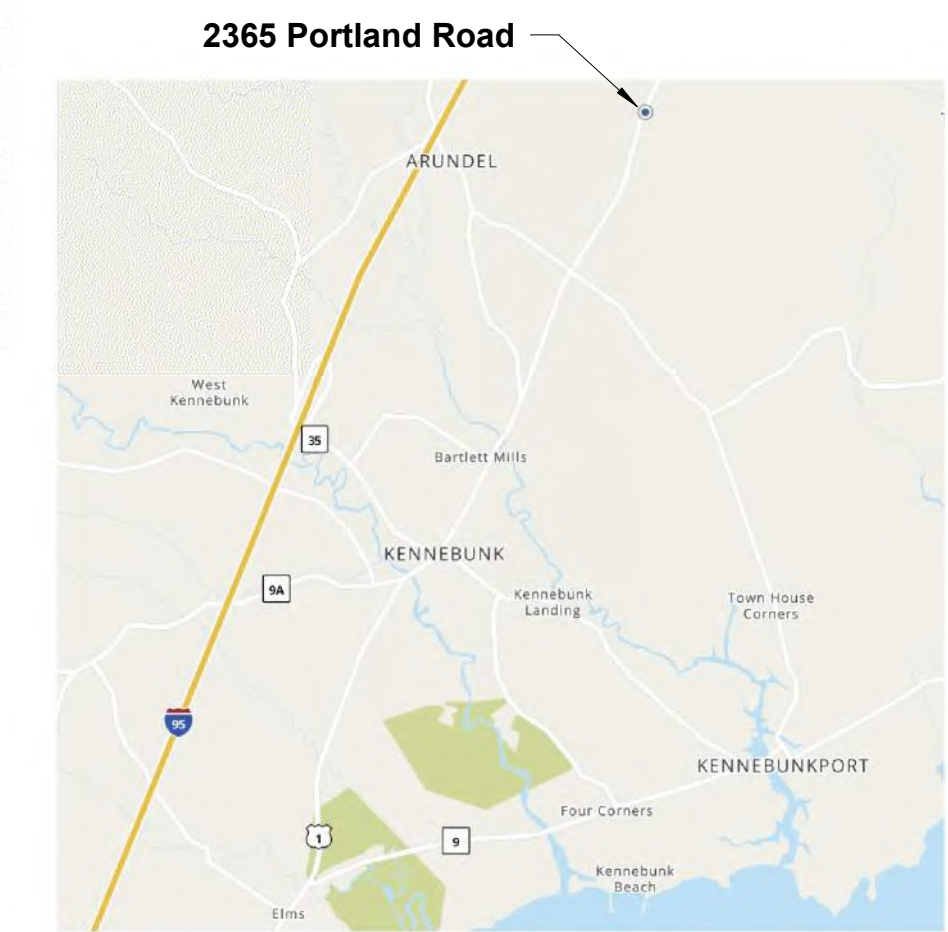 2365 Portland Road
ARUNDEL
West
Kennebunk
35
Bartlett Mills
KENNEBUNK
9A
Kennebunk
Landing
Town House
Corners
95
KENNEBUNKPORT
Four Corners
1
9
Kennebunk
Beach
Elms